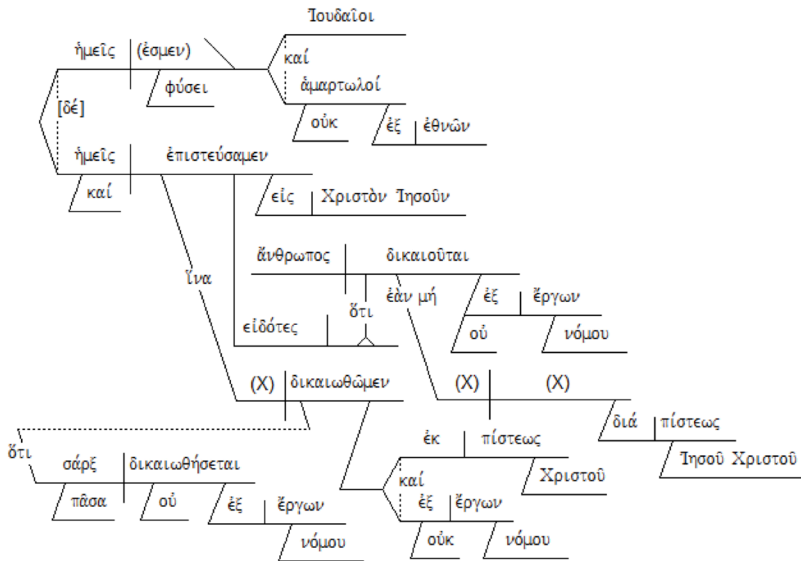 Ἰουδαῖοι
ἡμεῖς (ἐσμεν) καί
φύσει ἁμαρτωλοί
[δέ] οὐκ ἐξ ἐθνῶν
ἡμεῖς ἐπιστεύσαμεν
καί εἰς Χριστὸν Ἰησοῦν
ἄνθρωπος δικαιοῦται
ἵνα ἐὰν μή ἐξ ἔργων
ὅτι
εἰδότες οὐ νόμου
(X) δικαιωθῶμεν (X) (X)
διά πίστεως
ὅτι ἐκ πίστεως
σάρξ δικαιωθήσεται Χριστοῦ Ἰησοῦ Χριστοῦ
καί
πᾶσα οὐ ἐξ ἔργων ἐξ ἔργων
νόμου οὐκ νόμου